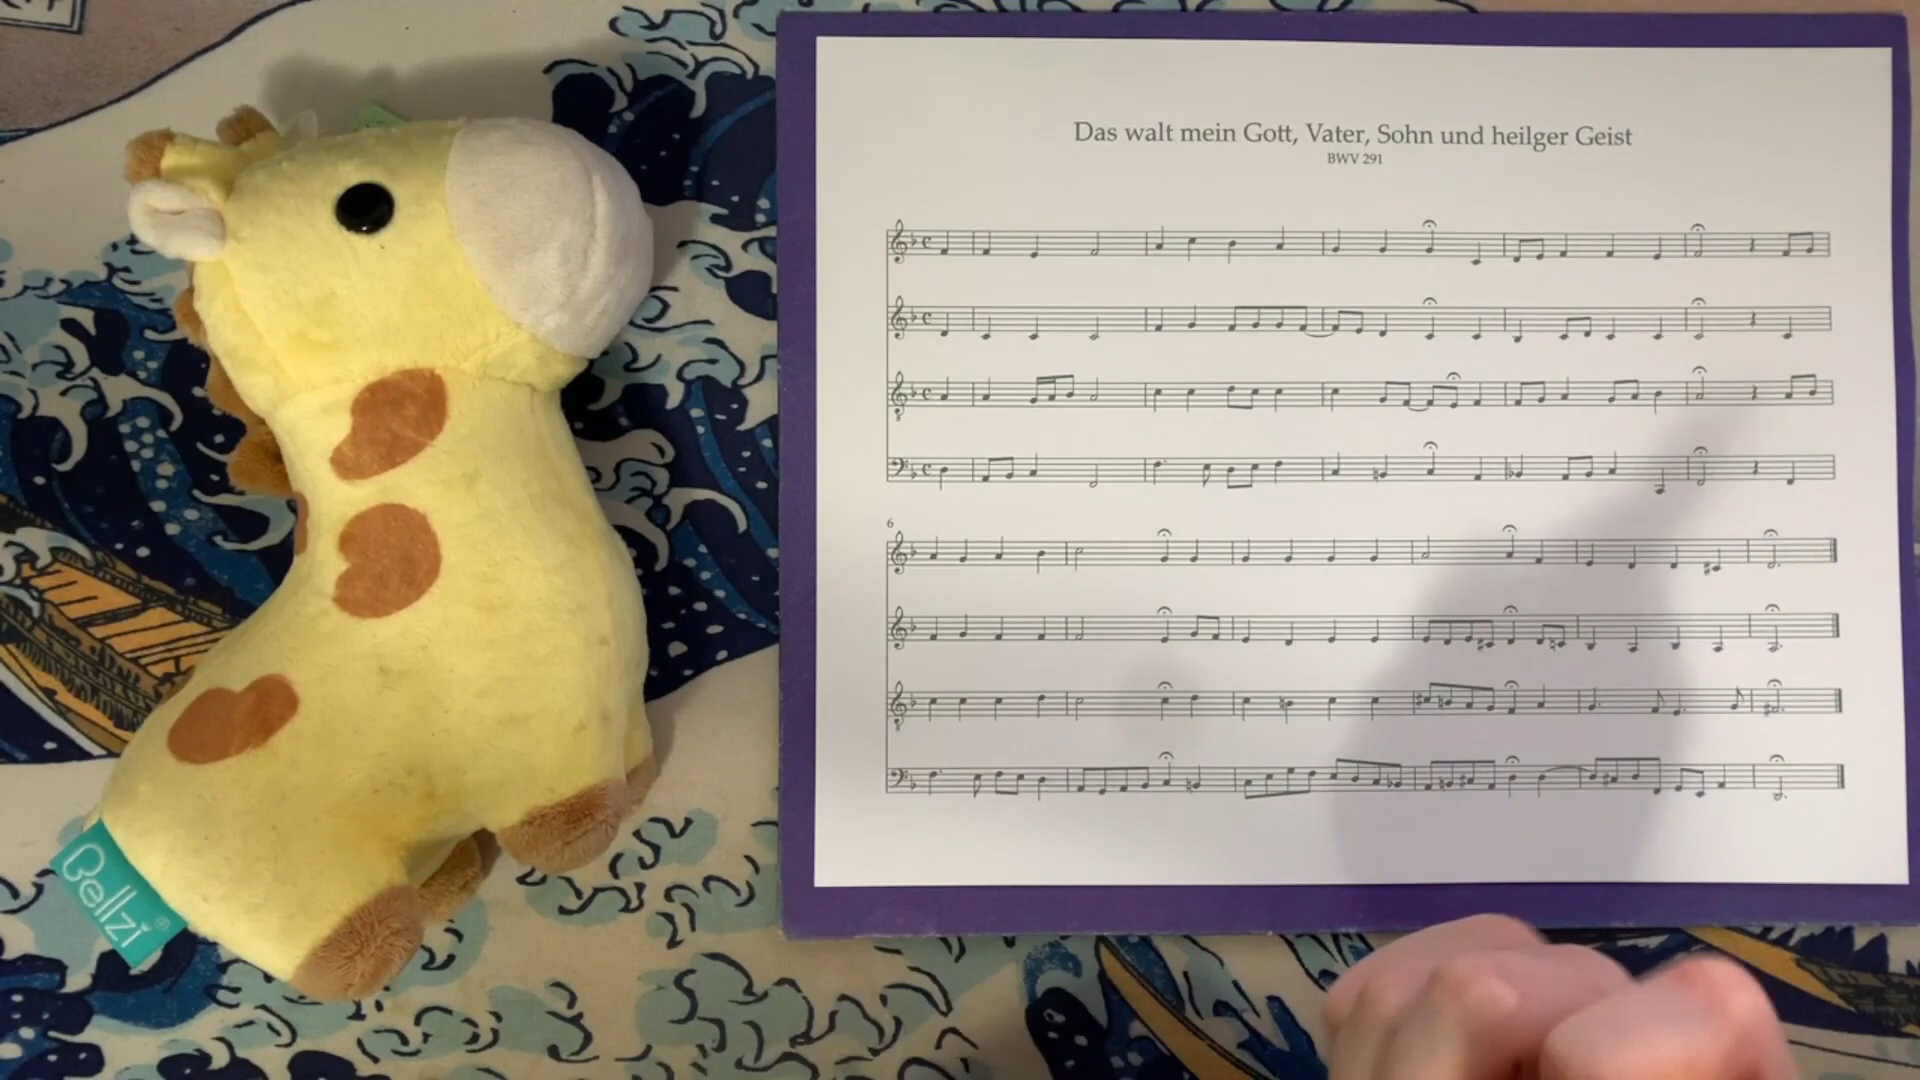 Das walt mein Gott, Vater, Sohn und heilger Geist
BWV 291
6
Bellzi®